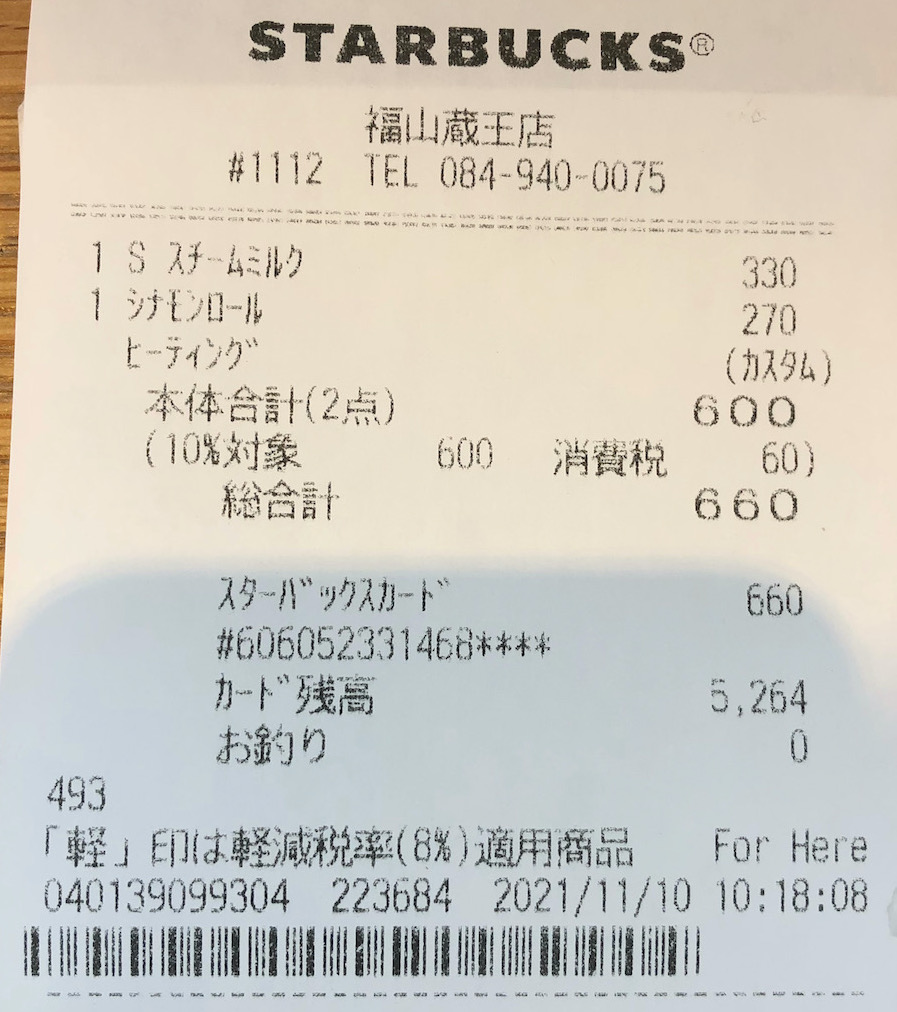 STARBUCKS®
福山蔵王店
#1112 TEL 084-940-0075
1 S スチームミルク 330
1 シナモンロール 270
ヒーティング (カスタム)
本体合計(2点) 600
(10%対象 600 消費税 60)
総合計 660
スターバックスカード 660
#606052331468****
カード残高 5,264
お釣り 0
493
「軽」印は軽減税率(8%)適用商品 For Here
040139099304 223684 2021/11/10 10:18:08